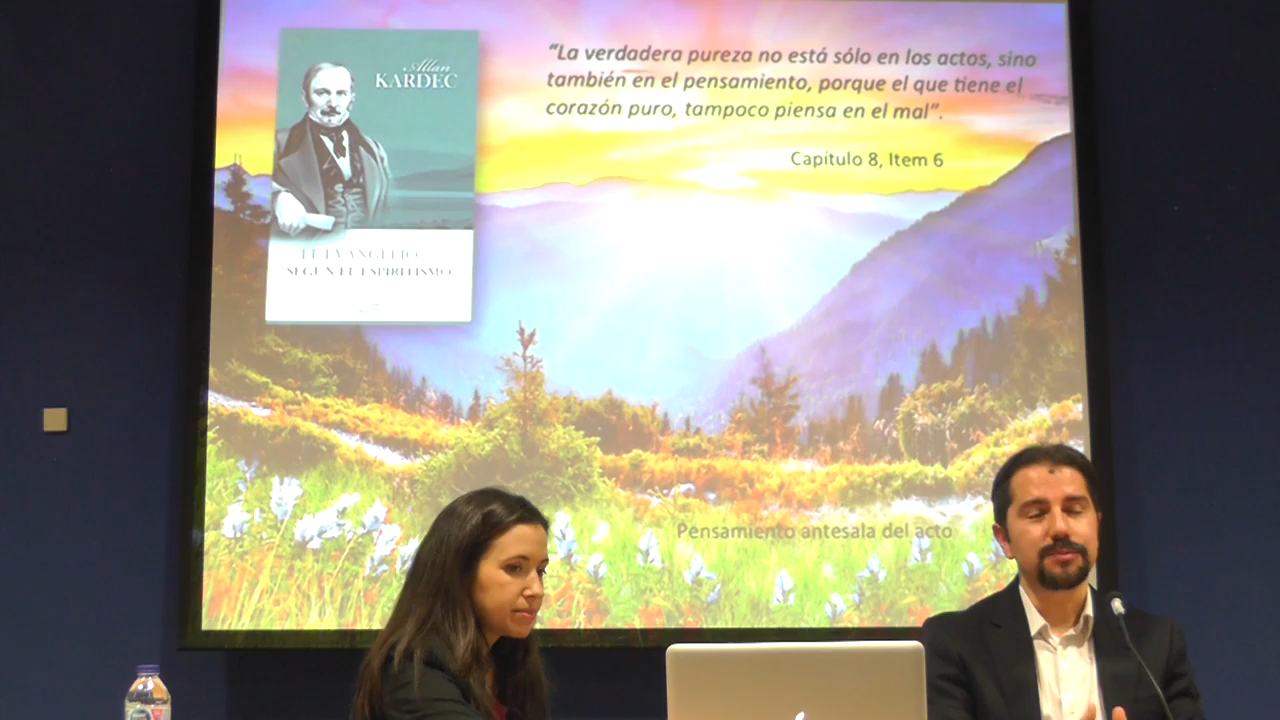 Allan
KARDEC
EL EVANGELIO
SEGÚN EL ESPIRITISMO
“La verdadera pureza no está sólo en los actos, sino
también en el pensamiento, porque el que tiene el
corazón puro, tampoco piensa en el mal”.
Capítulo 8, Item 6
Pensamiento antesala del acto